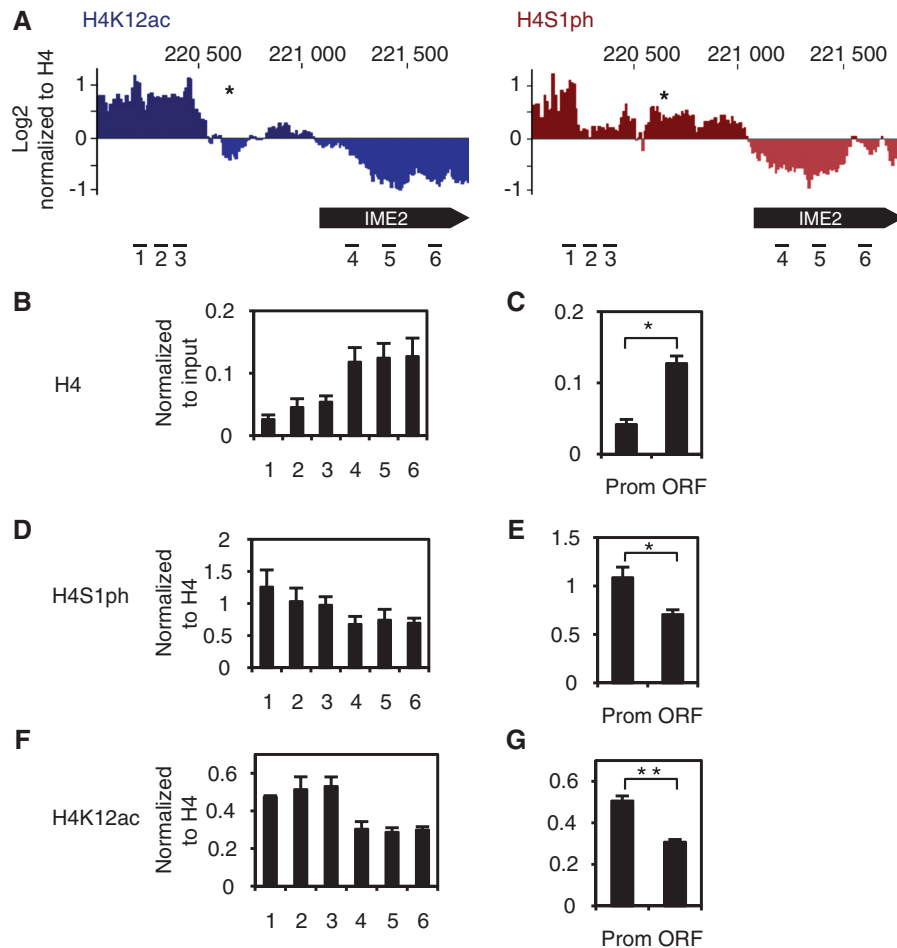 A
H4K12ac
H4S1ph
220 500 221 000 221 500
220 500 221 000 221 500
Log2
normalized to H4
1
0
-1
*
1
0
-1
*
IME2
IME2
1 2 3 4 5 6
1 2 3 4 5 6
B
H4
Normalized
to input
0.2
0.1
0
1 2 3 4 5 6
C
0.2
0.1
0
*
Prom ORF
D
H4S1ph
Normalized
to H4
2
1.5
1
0.5
0
1 2 3 4 5 6
E
1.5
1
0.5
0
*
Prom ORF
F
H4K12ac
Normalized
to H4
0.6
0.4
0.2
0
1 2 3 4 5 6
G
0.6
0.4
0.2
0
* *
Prom ORF